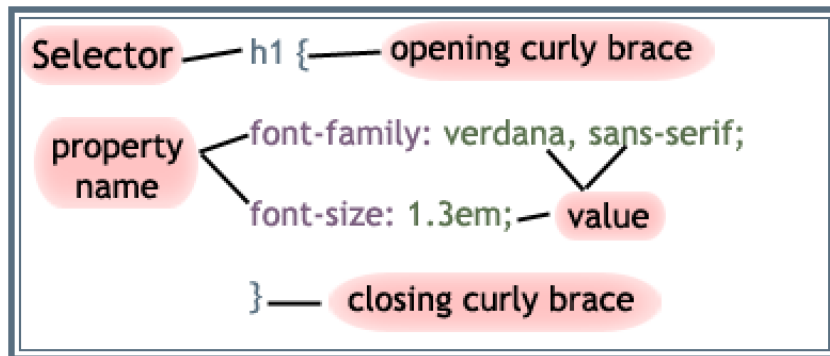 Selector h1 { opening curly brace
property name font-family: verdana, sans-serif;
font-size: 1.3em; value
} closing curly brace